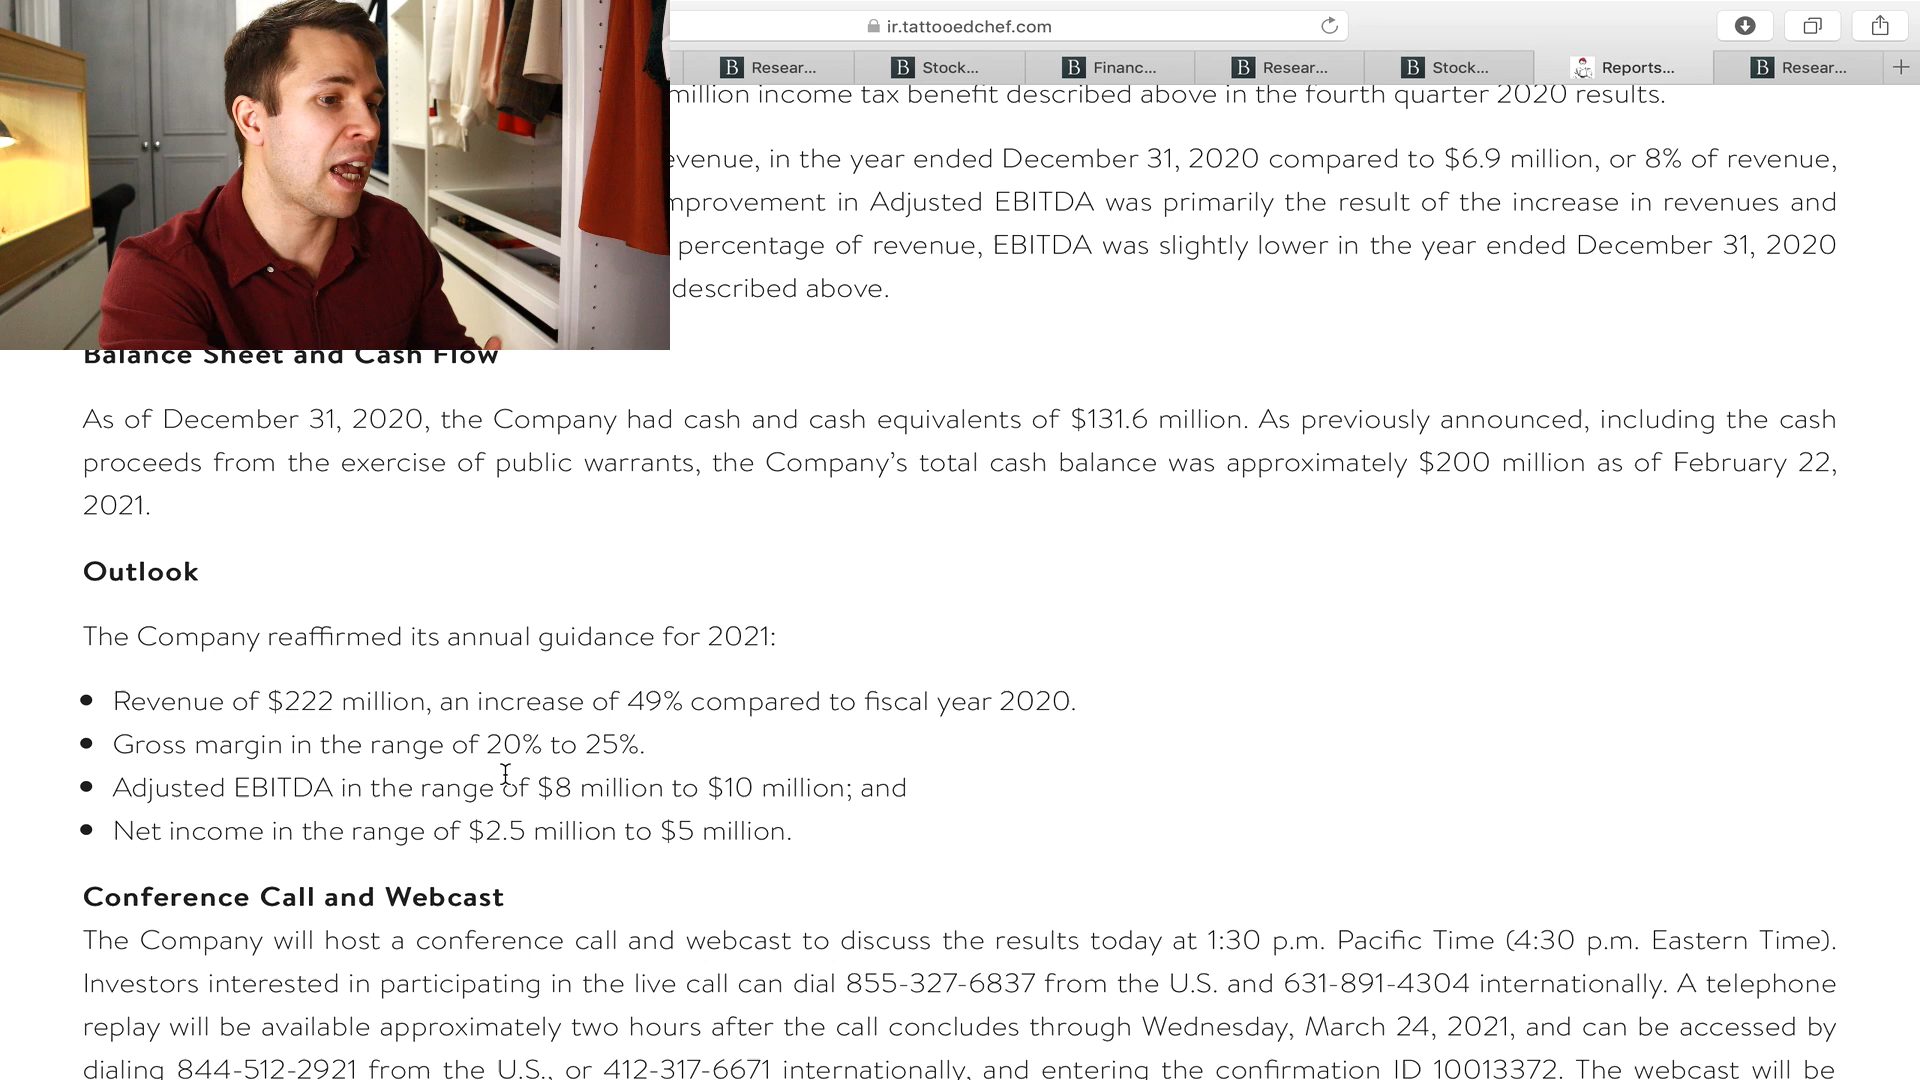 ir.tattooedchef.com
Resear...
Stock...
Financ...
Resear...
Stock...
Reports...
Resear...
million income tax benefit described above in the fourth quarter 2020 results.
evenue, in the year ended December 31, 2020 compared to $6.9 million, or 8% of revenue,
mprovement in Adjusted EBITDA was primarily the result of the increase in revenues and
percentage of revenue, EBITDA was slightly lower in the year ended December 31, 2020
described above.
Balance Sheet and Cash Flow
As of December 31, 2020, the Company had cash and cash equivalents of $131.6 million. As previously announced, including the cash
proceeds from the exercise of public warrants, the Company's total cash balance was approximately $200 million as of February 22,
2021.
Outlook
The Company reaffirmed its annual guidance for 2021:
• Revenue of $222 million, an increase of 49% compared to fiscal year 2020.
• Gross margin in the range of 20% to 25%.
• Adjusted EBITDA in the range of $8 million to $10 million; and
• Net income in the range of $2.5 million to $5 million.
Conference Call and Webcast
The Company will host a conference call and webcast to discuss the results today at 1:30 p.m. Pacific Time (4:30 p.m. Eastern Time).
Investors interested in participating in the live call can dial 855-327-6837 from the U.S. and 631-891-4304 internationally. A telephone
replay will be available approximately two hours after the call concludes through Wednesday, March 24, 2021, and can be accessed by
dialing 844-512-2921 from the U.S., or 412-317-6671 internationally, and entering the confirmation ID 10013372. The webcast will be